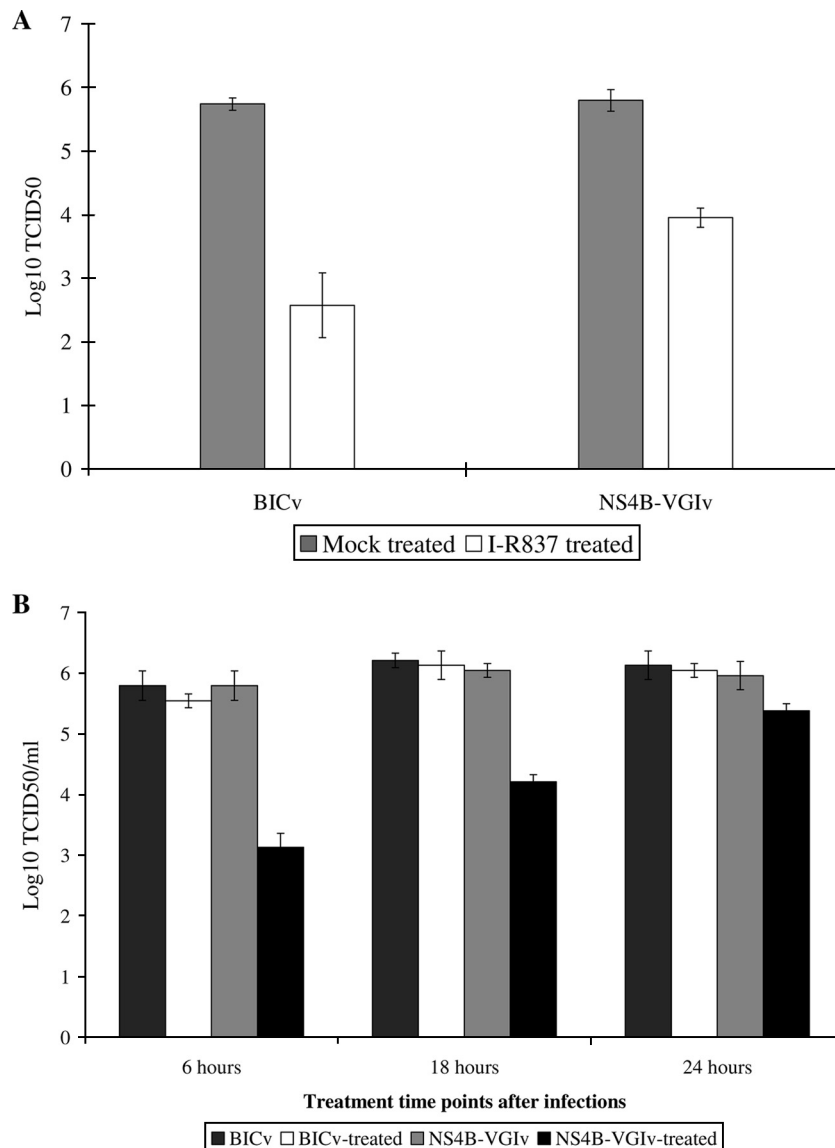 A
7
6
5
4
3
2
1
0
Log10 TCID50
BICv NS4B-VGIv
Mock treated I-R837 treated
B
7
6
5
4
3
2
1
0
Log10 TCID50/ml
6 hours 18 hours 24 hours
Treatment time points after infections
BICv BICv-treated NS4B-VGIv NS4B-VGIv-treated